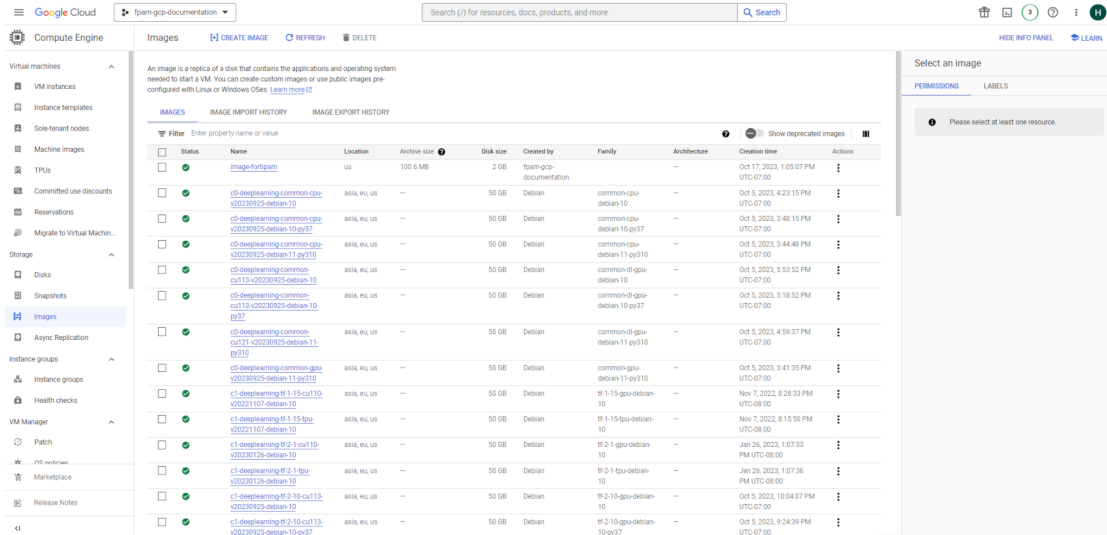 Google Cloud
fpam-gcp-documentation
Search (/) for resources, docs, products, and more
Search
3
H
Compute Engine
Images
CREATE IMAGE
REFRESH
DELETE
HIDE INFO PANEL
LEARN
Virtual machines
VM instances
Instance templates
Sole-tenant nodes
Machine images
TPUs
Committed use discounts
Reservations
Migrate to Virtual Machin...
Storage
Disks
Snapshots
Images
Async Replication
Instance groups
Instance groups
Health checks
VM Manager
Patch
OS policies
Marketplace
Release Notes
An image is a replica of a disk that contains the applications and operating system
needed to start a VM. You can create custom images or use public images pre-
configured with Linux or Windows OSes. Learn more
IMAGES IMAGE IMPORT HISTORY IMAGE EXPORT HISTORY
Filter Enter property name or value
Show deprecated images
Status Name Location Archive size Disk size Created by Family Architecture Creation time Actions
image-fortipam us 100.6 MB 2 GB fpam-gcp- — Oct 17, 2023, 1:05:07 PM
documentation UTC-07:00
c0-deeplearning-common-cpu- asia, eu, us — 50 GB Debian common-cpu- — Oct 5, 2023, 4:23:15 PM
v20230925-debian-10 debian-10 UTC-07:00
c0-deeplearning-common-cpu- asia, eu, us — 50 GB Debian common-cpu- — Oct 5, 2023, 3:48:15 PM
v20230925-debian-10-py37 debian-10-py37 UTC-07:00
c0-deeplearning-common-cpu- asia, eu, us — 50 GB Debian common-cpu- — Oct 5, 2023, 3:44:48 PM
v20230925-debian-11-py310 debian-11-py310 UTC-07:00
c0-deeplearning-common- asia, eu, us — 50 GB Debian common-dl-gpu- — Oct 5, 2023, 5:53:52 PM
cu113-v20230925-debian-10 debian-10 UTC-07:00
c0-deeplearning-common- asia, eu, us — 50 GB Debian common-dl-gpu- — Oct 5, 2023, 5:18:52 PM
cu113-v20230925-debian-10- debian-10-py37 UTC-07:00
py37
c0-deeplearning-common- asia, eu, us — 50 GB Debian common-dl-gpu- — Oct 5, 2023, 4:59:37 PM
cu121-v20230925-debian-11- debian-11-py310 UTC-07:00
py310
c0-deeplearning-common-gpu- asia, eu, us — 50 GB Debian common-gpu- — Oct 5, 2023, 3:41:35 PM
v20230925-debian-11-py310 debian-11-py310 UTC-07:00
c1-deeplearning-tf-1-15-cu110- asia, eu, us — 50 GB Debian tf-1-15-gpu-debian- — Nov 7, 2022, 8:28:33 PM
v20221107-debian-10 10 UTC-08:00
c1-deeplearning-tf-1-15-tpu- asia, eu, us — 50 GB Debian tf-1-15-tpu-debian- — Nov 7, 2022, 8:15:50 PM
v20221107-debian-10 10 UTC-08:00
c1-deeplearning-tf-2-1-cu110- asia, eu, us — 50 GB Debian tf-2-1-gpu-debian- — Jan 26, 2023, 1:07:33
v20230126-debian-10 10 PM UTC-08:00
c1-deeplearning-tf-2-1-tpu- asia, eu, us — 50 GB Debian tf-2-1-tpu-debian- — Jan 26, 2023, 1:07:36
v20230126-debian-10 10 PM UTC-08:00
c1-deeplearning-tf-2-10-cu113- asia, eu, us — 50 GB Debian tf-2-10-gpu-debian- — Oct 5, 2023, 10:04:07 PM
v20230925-debian-10 10 UTC-07:00
c1-deeplearning-tf-2-10-cu113- asia, eu, us — 50 GB Debian tf-2-10-gpu-debian- — Oct 5, 2023, 9:24:39 PM
v20230925-debian-10-py37 10-py37 UTC-07:00
Select an image
PERMISSIONS LABELS
Please select at least one resource.